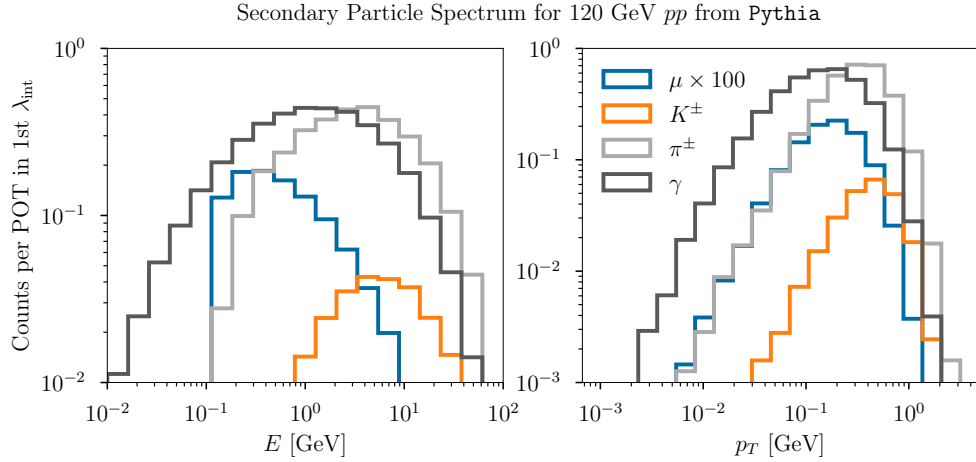 Secondary Particle Spectrum for 120 GeV pp from Pythia
Counts per POT in 1st λ_int
10^0
10^{-1}
10^{-2}
10^{-2}
10^{-1}
10^0
10^1
10^2
E [GeV]
10^0
10^{-1}
10^{-2}
10^{-3}
μ × 100
K^±
π^±
γ
10^{-3}
10^{-2}
10^{-1}
10^0
p_T [GeV]